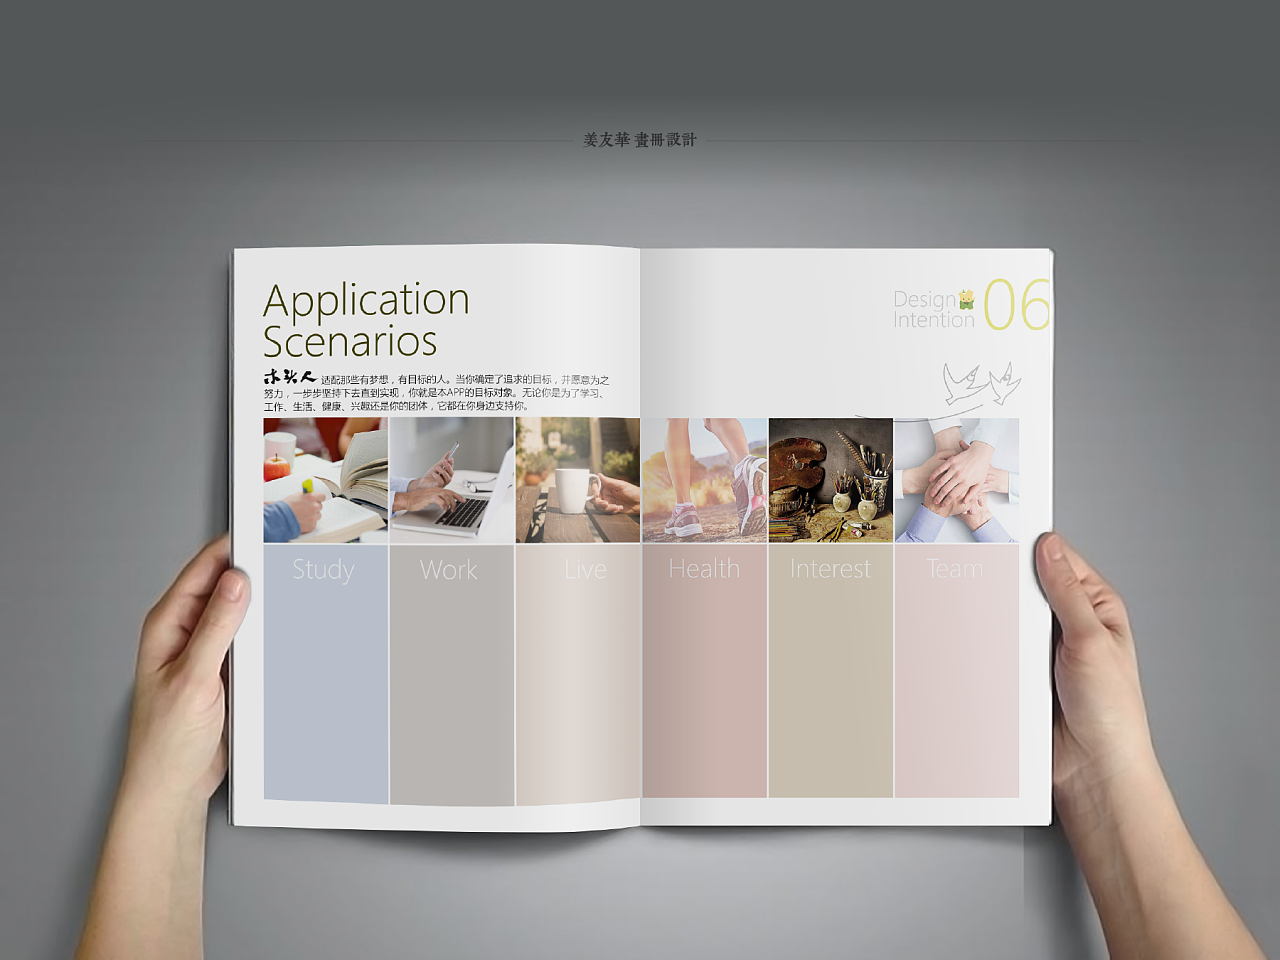 姜友華 畫冊設計
Application
Scenarios
Design
Intention
06
木头人 适配那些有梦想，有目标的人。当你确定了追求的目标，并愿意为之
努力，一步步坚持下去直到实现，你就是本APP的目标对象。无论你是为了学习、
工作、生活、健康、兴趣还是你的团体，它都在你身边支持你。
Study
Work
Live
Health
Interest
Team